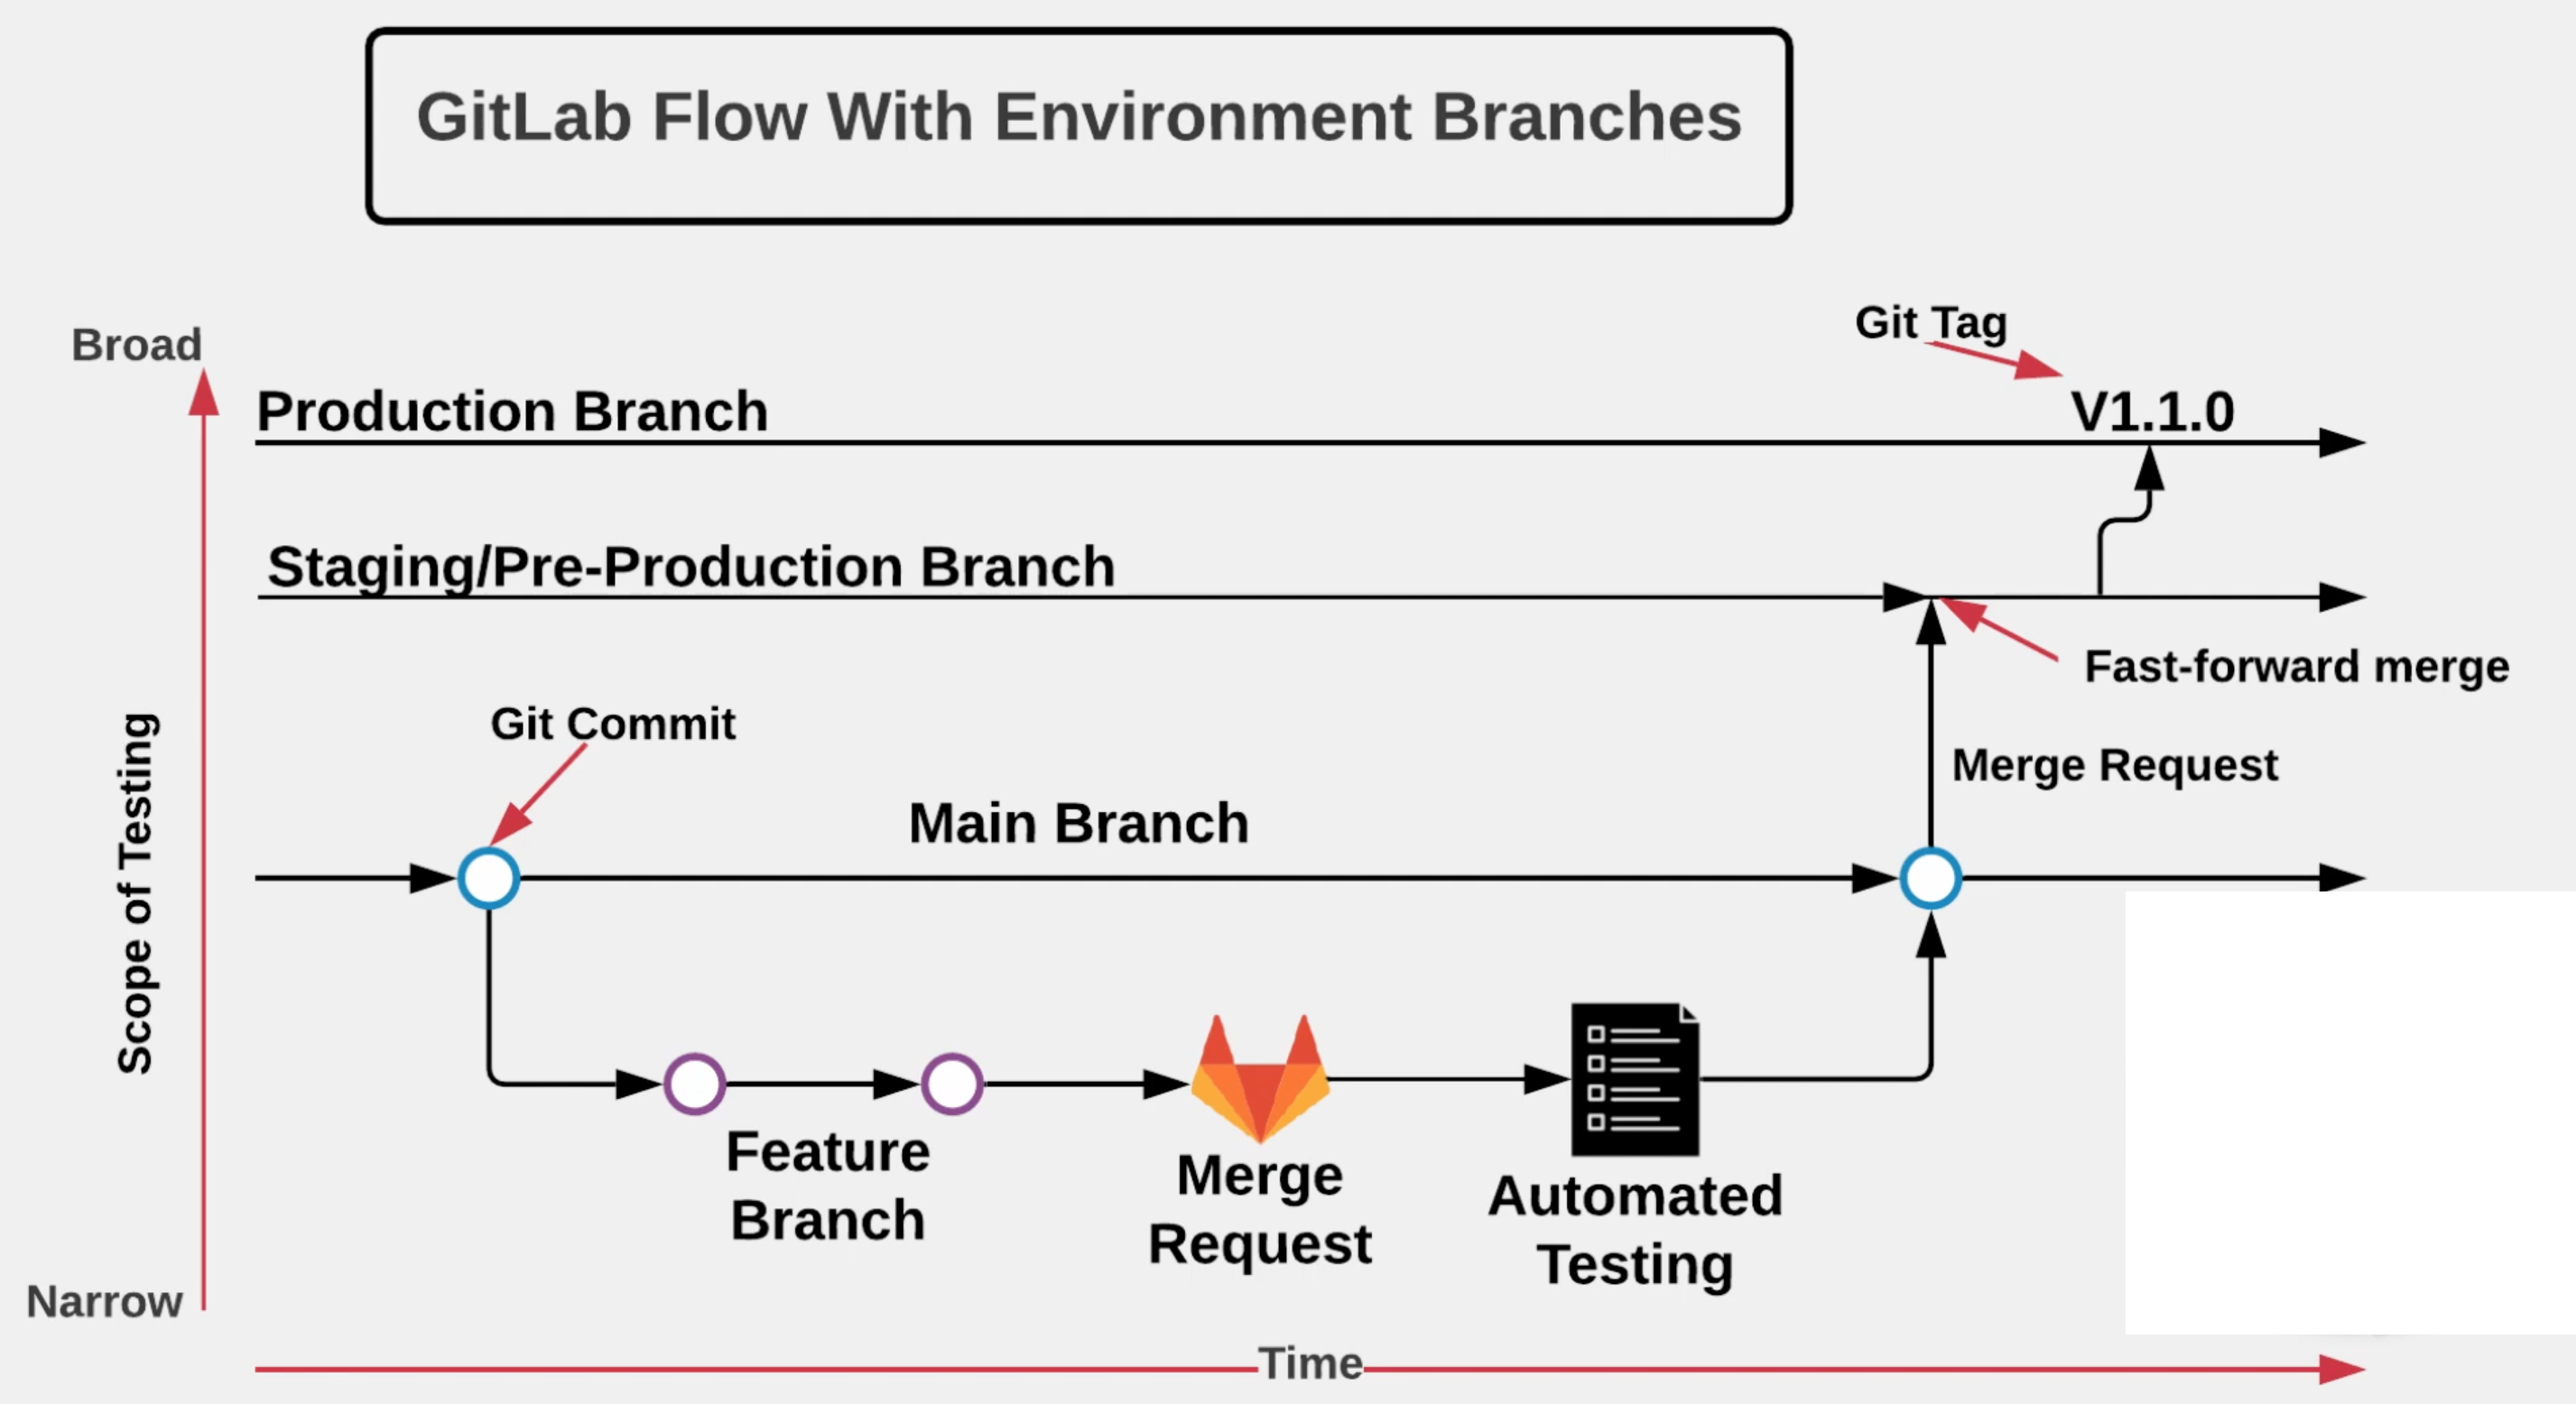 GitLab Flow With Environment Branches
Broad
Git Tag
Production Branch
V1.1.0
Staging/Pre-Production Branch
Fast-forward merge
Git Commit
Merge Request
Main Branch
Scope of Testing
Feature
Branch
Merge
Request
Automated
Testing
Narrow
Time